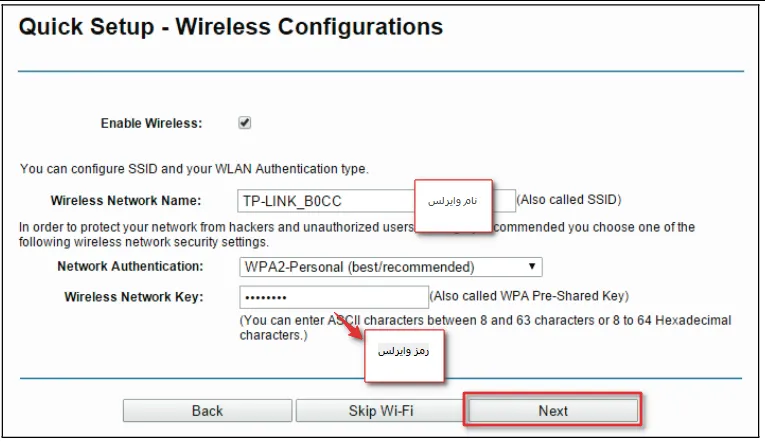 Quick Setup - Wireless Configurations
Enable Wireless:
You can configure SSID and your WLAN Authentication type.
Wireless Network Name: TP-LINK_B0CC (Also called SSID)
نام وایرلس
In order to protect your network from hackers and unauthorized users commended you choose one of the
following wireless network security settings.
Network Authentication: WPA2-Personal (best/recommended)
Wireless Network Key: •••••••• (Also called WPA Pre-Shared Key)
(You can enter ASCII characters between 8 and 63 characters or 8 to 64 Hexadecimal
characters.)
رمز وایرلس
Back Skip Wi-Fi Next